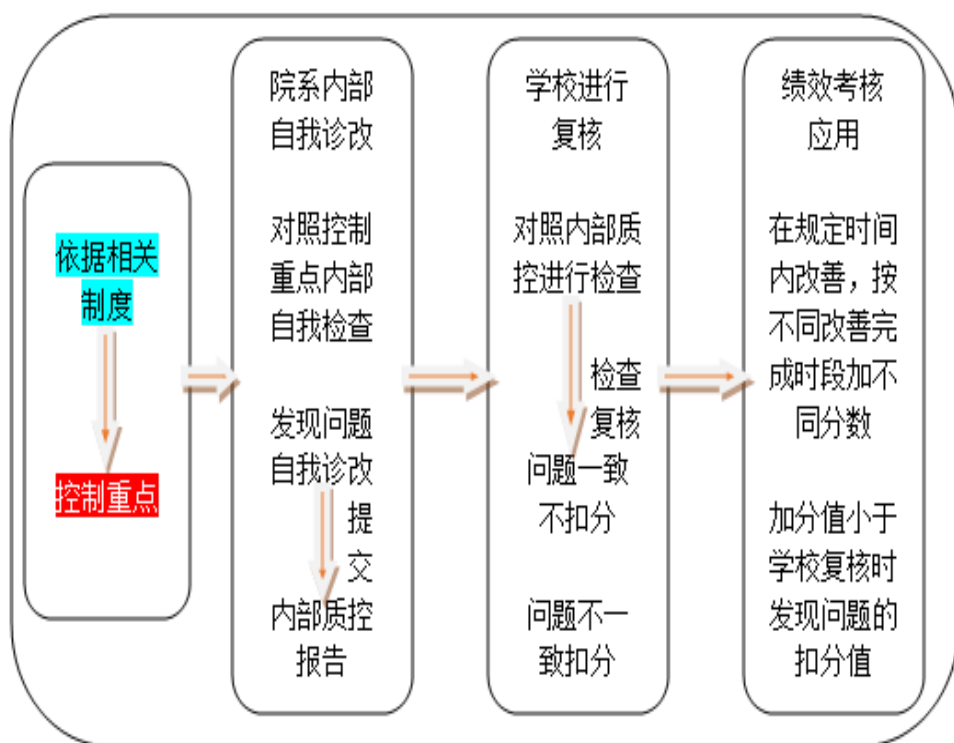 依据相关
制度
控制重点
院系内部
自我诊改
对照控制
重点内部
自我检查
发现问题
自我诊改
提
交
内部质控
报告
学校进行
复核
对照内部质
控进行检查
检查
复核
问题一致
不扣分
问题不一
致扣分
绩效考核
应用
在规定时间
内改善，按
不同改善完
成时段加不
同分数
加分值小于
学校复核时
发现问题的
扣分值